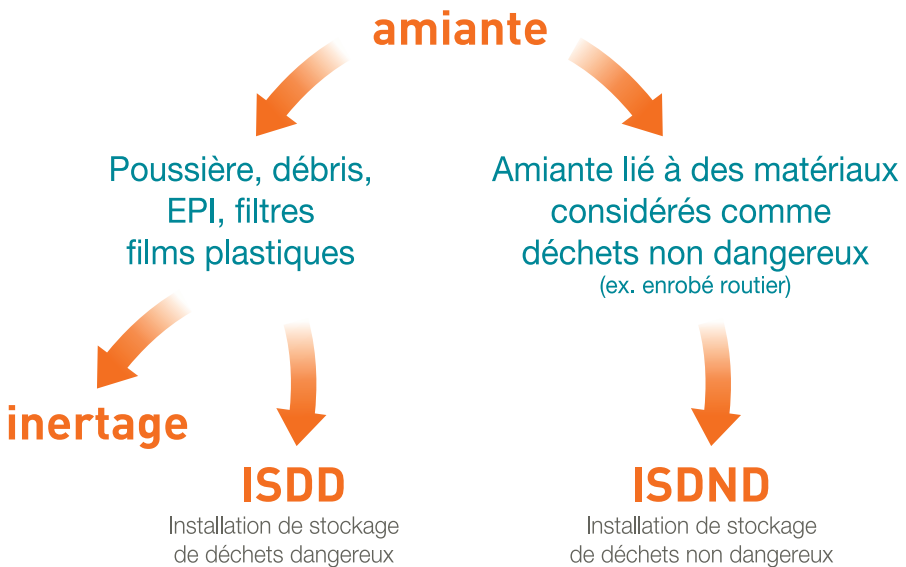 amiante
Poussière, débris,
EPI, filtres
films plastiques
Amiante lié à des matériaux
considérés comme
déchets non dangereux
(ex. enrobé routier)
inertage
ISDD
Installation de stockage
de déchets dangereux
ISDND
Installation de stockage
de déchets non dangereux